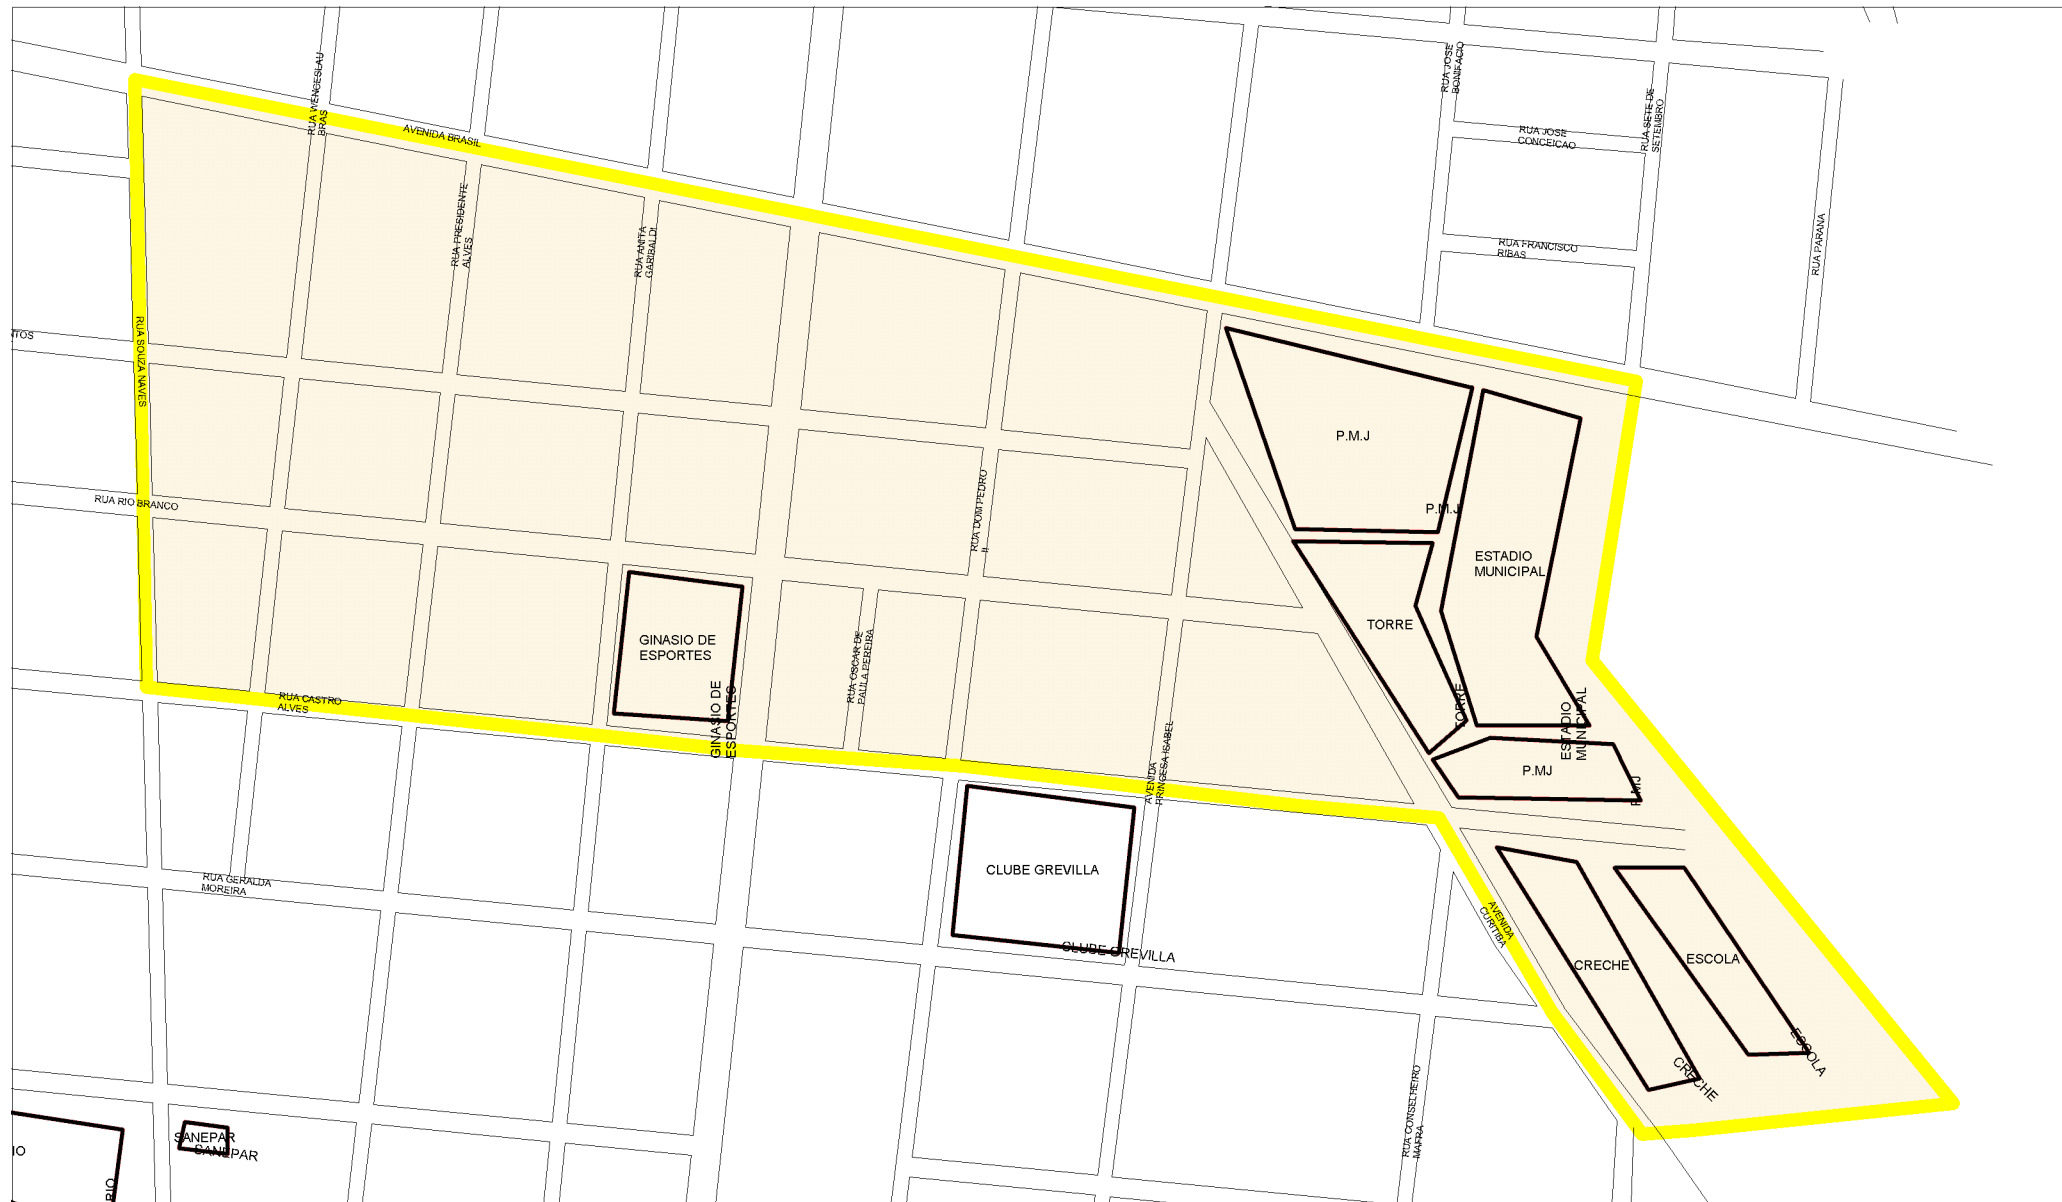 RUA WENCESLAU
BRAS
AVENIDA BRASIL
RUA JOSE
BONIFACIO
RUA SETE DE
SETEMBRO
RUA JOSE
CONCEICAO
RUA FRANCISCO
RIBAS
RUA PARANA
RUA PRESIDENTE
ALVES
RUA ANITA
GARIBALDI
TOS
RUA SOUZA NAVES
RUA RIO BRANCO
P.M.J
P.M.J
RUA DOM PEDRO
II
ESTADIO
MUNICIPAL
TORRE
GINASIO DE
ESPORTES
RUA OSCAR DE
PAULA PEREIRA
GINASIO DE
ESPORTES
TORRE
ESTADIO
MUNICIPAL
RUA CASTRO
ALVES
AVENIDA
PRINCESA ISABEL
P.MJ
P.MJ
CLUBE GREVILLA
RUA GERALDA
MOREIRA
AVENIDA
CURITIBA
CLUBE GREVILLA
CRECHE
ESCOLA
ESCOLA
CRECHE
RUA CONSELHEIRO
MAFRA
SANEPAR
SANEPAR
IO
RIO